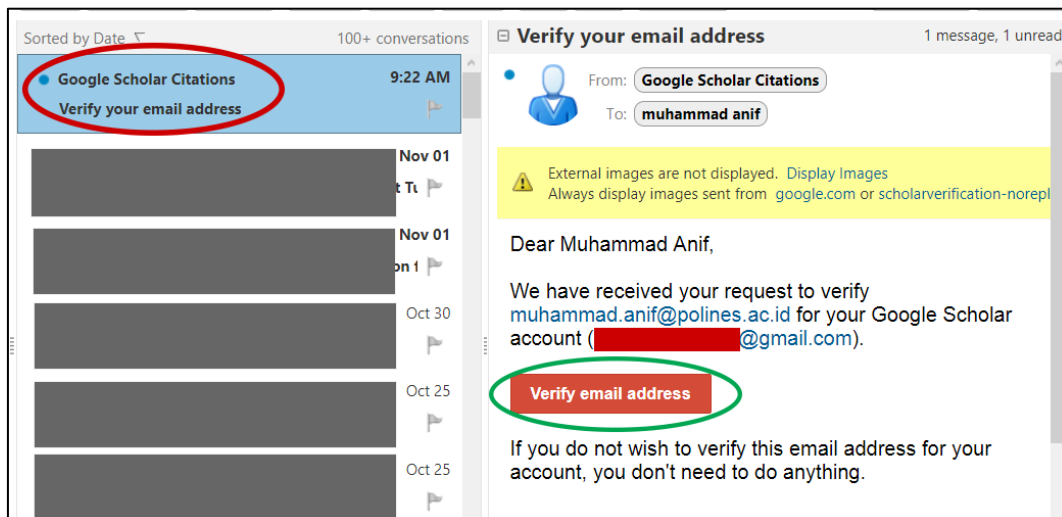 Sorted by Date
100+ conversations
Google Scholar Citations
9:22 AM
Verify your email address
Nov 01
Nov 01
Oct 30
Oct 25
Oct 25
Verify your email address
1 message, 1 unread
From: Google Scholar Citations
To: muhammad anif
External images are not displayed. Display Images
Always display images sent from google.com or scholarverification-norepl
Dear Muhammad Anif,
We have received your request to verify
muhammad.anif@polines.ac.id for your Google Scholar
account (
@gmail.com).
Verify email address
If you do not wish to verify this email address for your
account, you don't need to do anything.